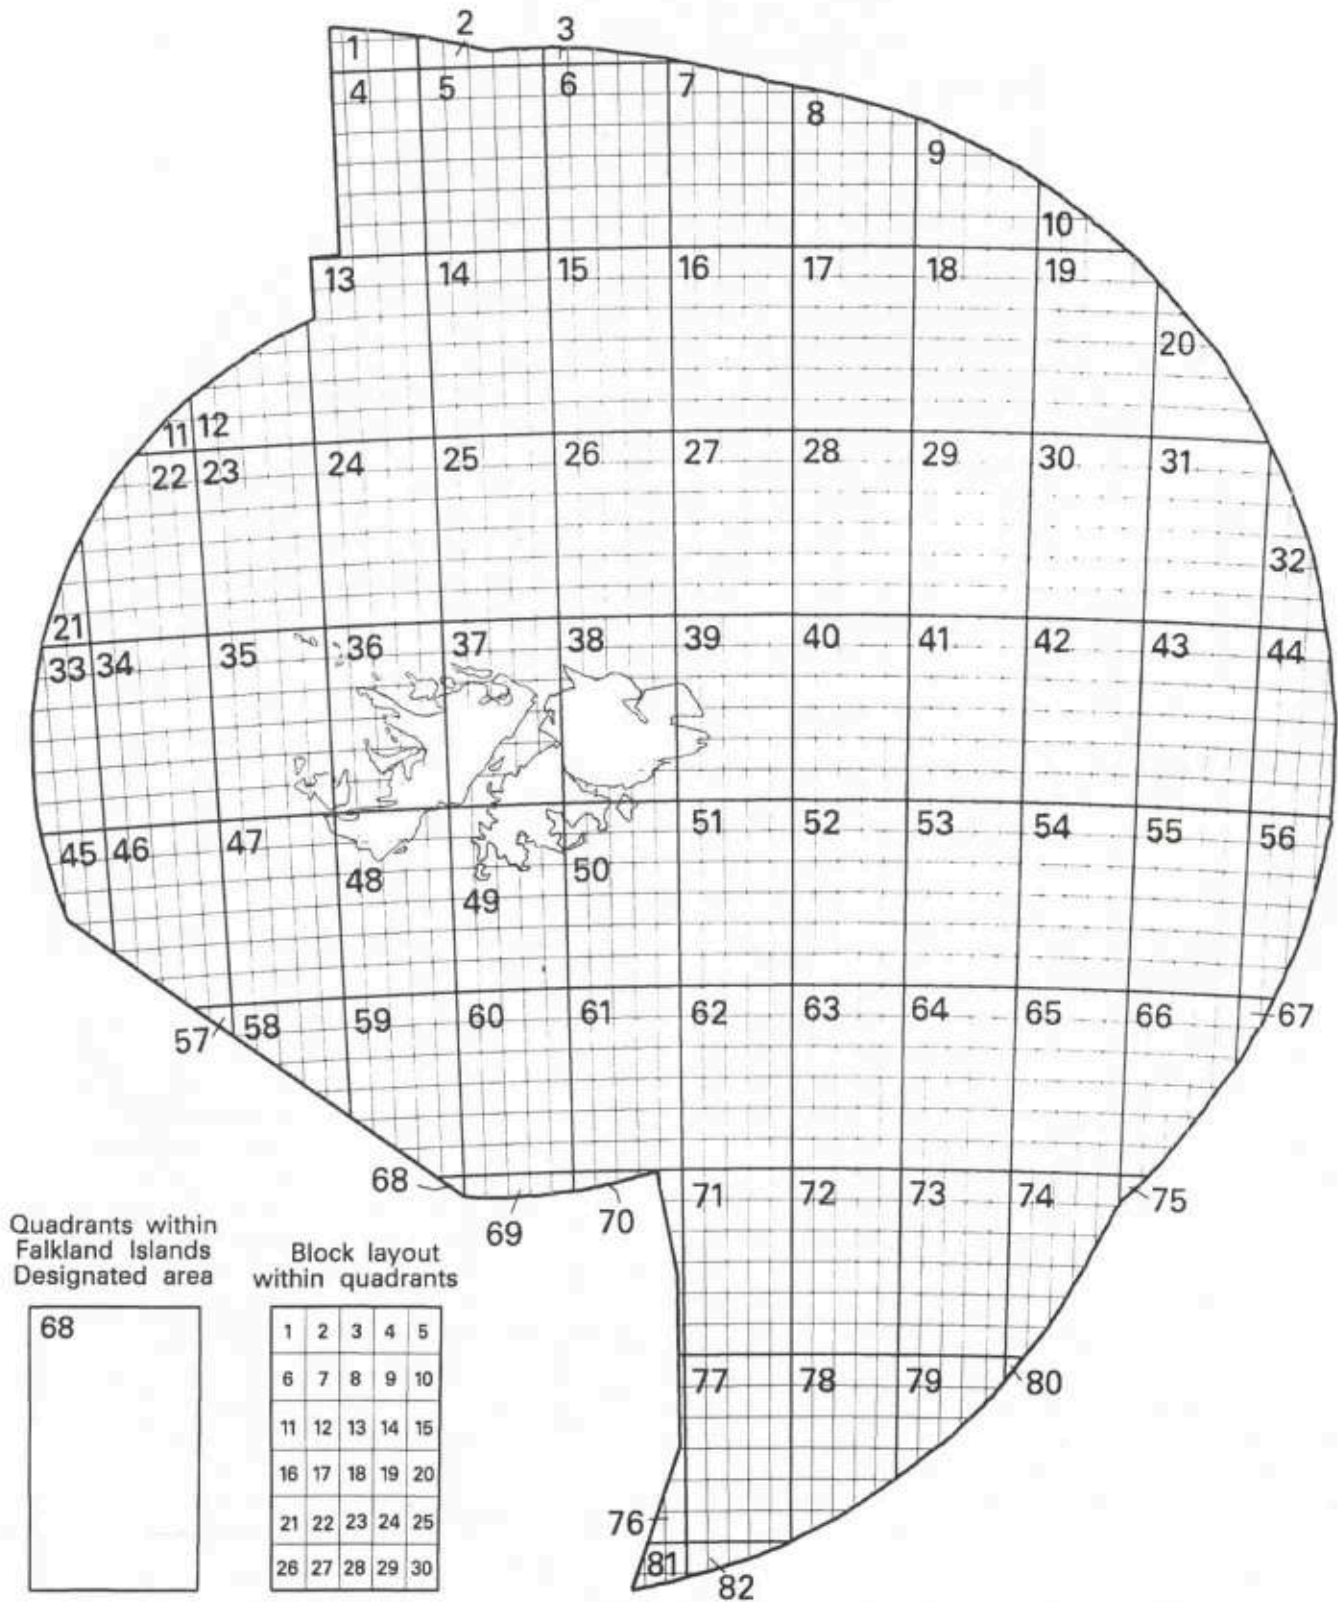 2 3
1
4 5 6 7
8
9
10
13 14 15 16 17 18 19
20
11 12
22 23 24 25 26 27 28 29 30 31
32
21
33 34 35 36 37 38 39 40 41 42 43 44
45 46 47 51 52 53 54 55 56
48 50
49
57 58 59 60 61 62 63 64 65 66 67
68 71 72 73 74 75
69 70
Quadrants within
Falkland Islands
Designated area
68
Block layout
within quadrants
1 2 3 4 5
6 7 8 9 10
11 12 13 14 15
16 17 18 19 20
21 22 23 24 25
26 27 28 29 30
77 78 79 80
76
81 82